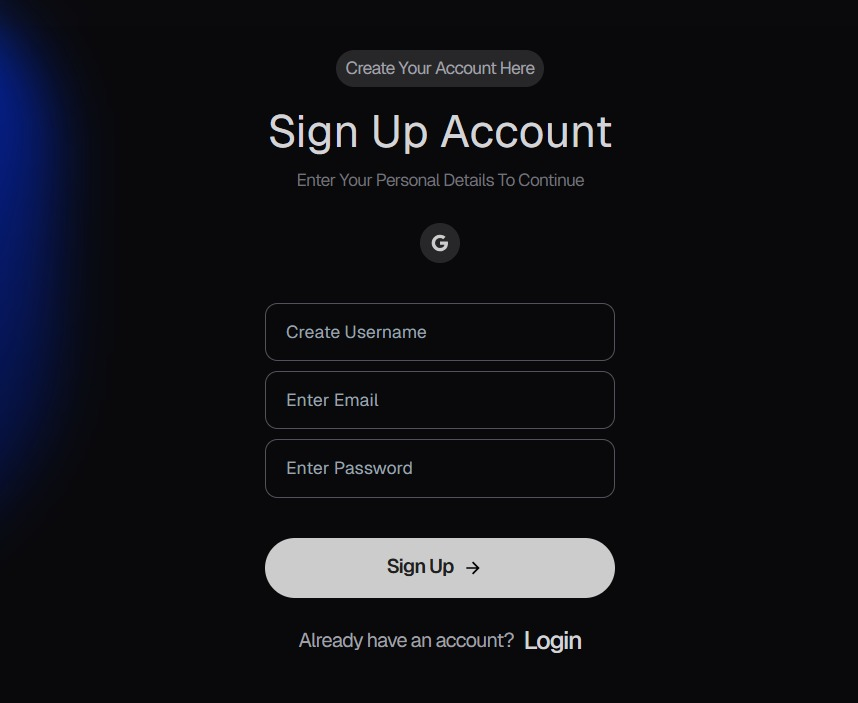 Create Your Account Here
Sign Up Account
Enter Your Personal Details To Continue
G
Create Username
Enter Email
Enter Password
Sign Up →
Already have an account? Login